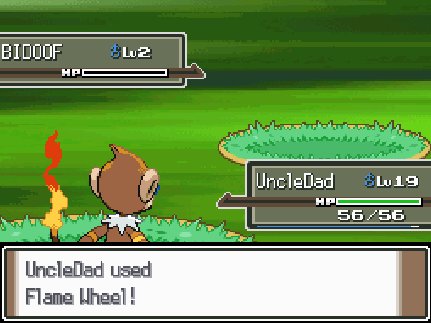 BIDOOF ♂Lv2
HP
UncleDad ♂Lv19
HP
56/56
UncleDad used
Flame Wheel!